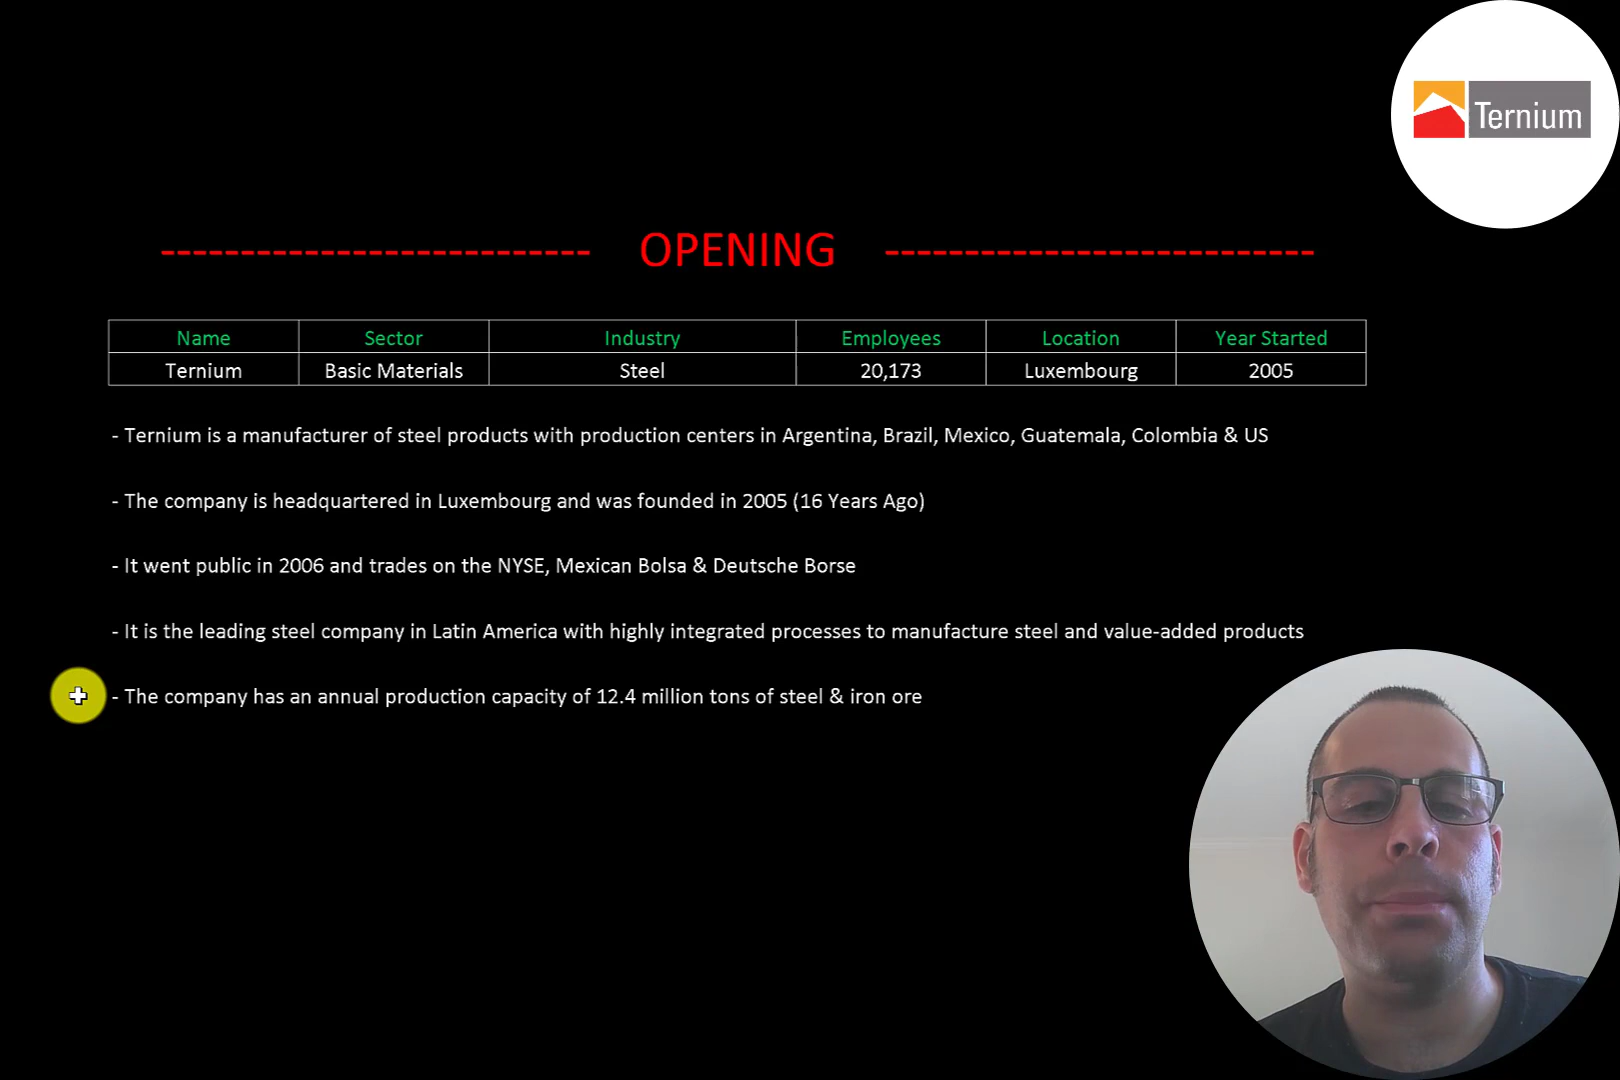 Ternium
-------------------------- OPENING --------------------------
Name Sector Industry Employees Location Year Started
Ternium Basic Materials Steel 20,173 Luxembourg 2005
- Ternium is a manufacturer of steel products with production centers in Argentina, Brazil, Mexico, Guatemala, Colombia & US
- The company is headquartered in Luxembourg and was founded in 2005 (16 Years Ago)
- It went public in 2006 and trades on the NYSE, Mexican Bolsa & Deutsche Borse
- It is the leading steel company in Latin America with highly integrated processes to manufacture steel and value-added products
- The company has an annual production capacity of 12.4 million tons of steel & iron ore